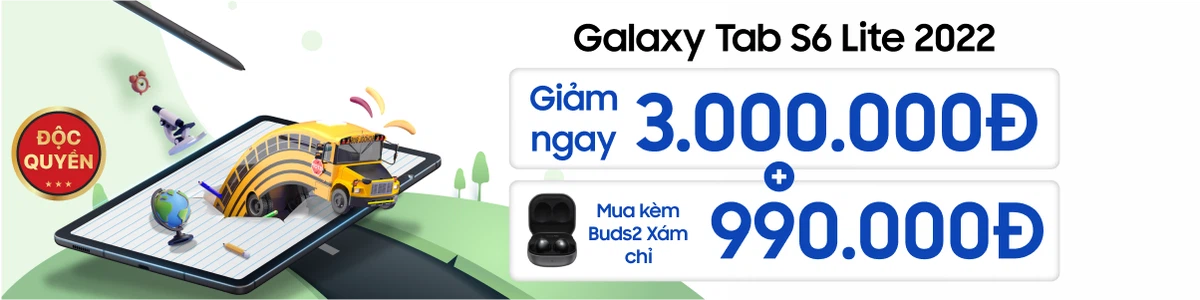 ĐỘC
QUYỀN
Galaxy Tab S6 Lite 2022
Giảm
ngay
3.000.000Đ
+
Mua kèm
Buds2 Xám
chỉ
990.000Đ